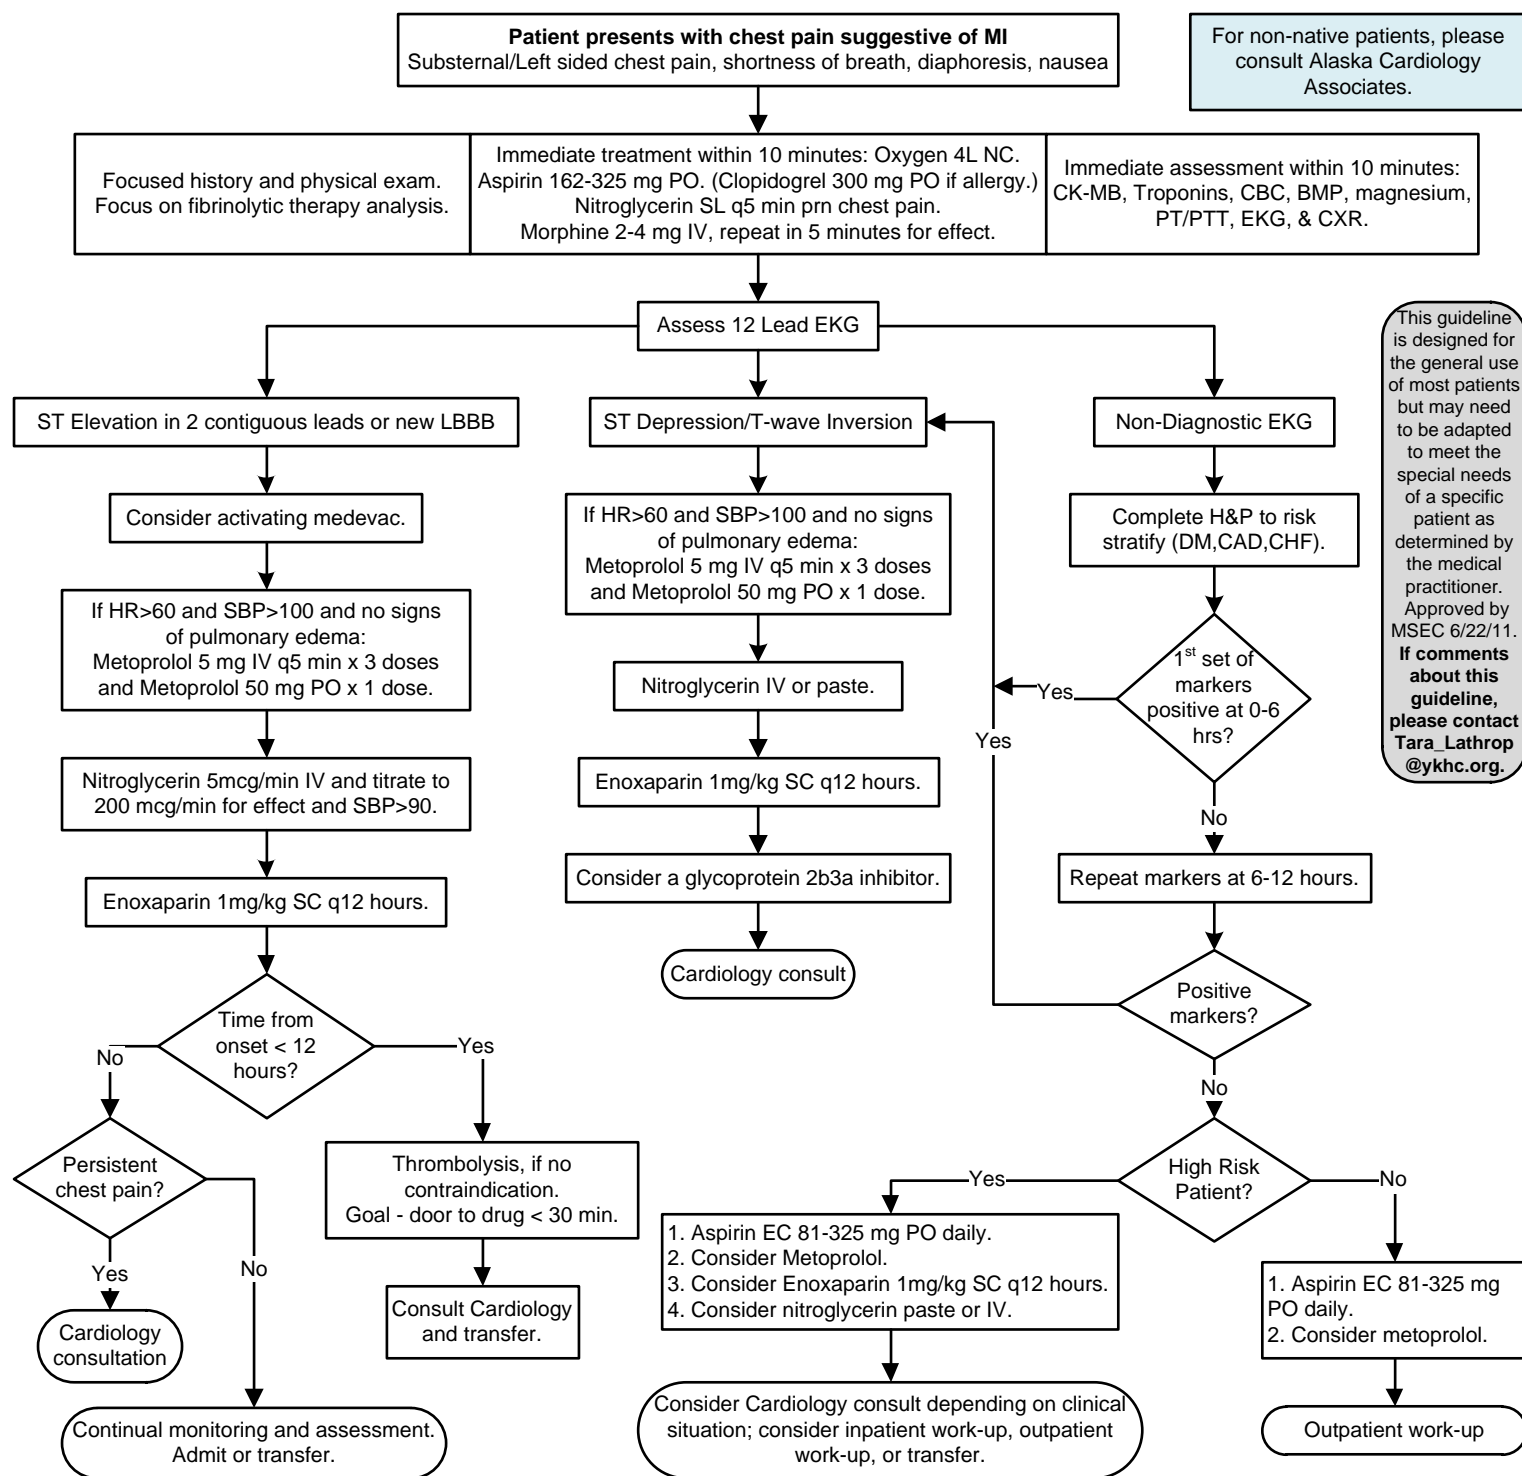 Patient presents with chest pain suggestive of MI
Substernal/Left sided chest pain, shortness of breath, diaphoresis, nausea
For non-native patients, please
consult Alaska Cardiology
Associates.
Focused history and physical exam.
Focus on fibrinolytic therapy analysis.
Immediate treatment within 10 minutes: Oxygen 4L NC.
Aspirin 162-325 mg PO. (Clopidogrel 300 mg PO if allergy.)
Nitroglycerin SL q5 min prn chest pain.
Morphine 2-4 mg IV, repeat in 5 minutes for effect.
Immediate assessment within 10 minutes:
CK-MB, Troponins, CBC, BMP, magnesium,
PT/PTT, EKG, & CXR.
Assess 12 Lead EKG
This guideline
is designed for
the general use
of most patients
but may need
to be adapted
to meet the
special needs
of a specific
patient as
determined by
the medical
practitioner.
Approved by
MSEC 6/22/11.
If comments
about this
guideline,
please contact
Tara_Lathrop
@ykhc.org.
ST Elevation in 2 contiguous leads or new LBBB
Consider activating medevac.
If HR>60 and SBP>100 and no signs
of pulmonary edema:
Metoprolol 5 mg IV q5 min x 3 doses
and Metoprolol 50 mg PO x 1 dose.
Nitroglycerin 5mcg/min IV and titrate to
200 mcg/min for effect and SBP>90.
Enoxaparin 1mg/kg SC q12 hours.
Time from
onset < 12
hours?
No
Yes
Persistent
chest pain?
Yes
No
Cardiology
consultation
Continual monitoring and assessment.
Admit or transfer.
Thrombolysis, if no
contraindication.
Goal - door to drug < 30 min.
Consult Cardiology
and transfer.
ST Depression/T-wave Inversion
If HR>60 and SBP>100 and no signs
of pulmonary edema:
Metoprolol 5 mg IV q5 min x 3 doses
and Metoprolol 50 mg PO x 1 dose.
Nitroglycerin IV or paste.
Enoxaparin 1mg/kg SC q12 hours.
Consider a glycoprotein 2b3a inhibitor.
Cardiology consult
Non-Diagnostic EKG
Complete H&P to risk
stratify (DM,CAD,CHF).
1st set of
markers
positive at 0-6
hrs?
Yes
No
Repeat markers at 6-12 hours.
Positive
markers?
Yes
No
High Risk
Patient?
Yes
No
1. Aspirin EC 81-325 mg PO daily.
2. Consider Metoprolol.
3. Consider Enoxaparin 1mg/kg SC q12 hours.
4. Consider nitroglycerin paste or IV.
Consider Cardiology consult depending on clinical
situation; consider inpatient work-up, outpatient
work-up, or transfer.
1. Aspirin EC 81-325 mg
PO daily.
2. Consider metoprolol.
Outpatient work-up